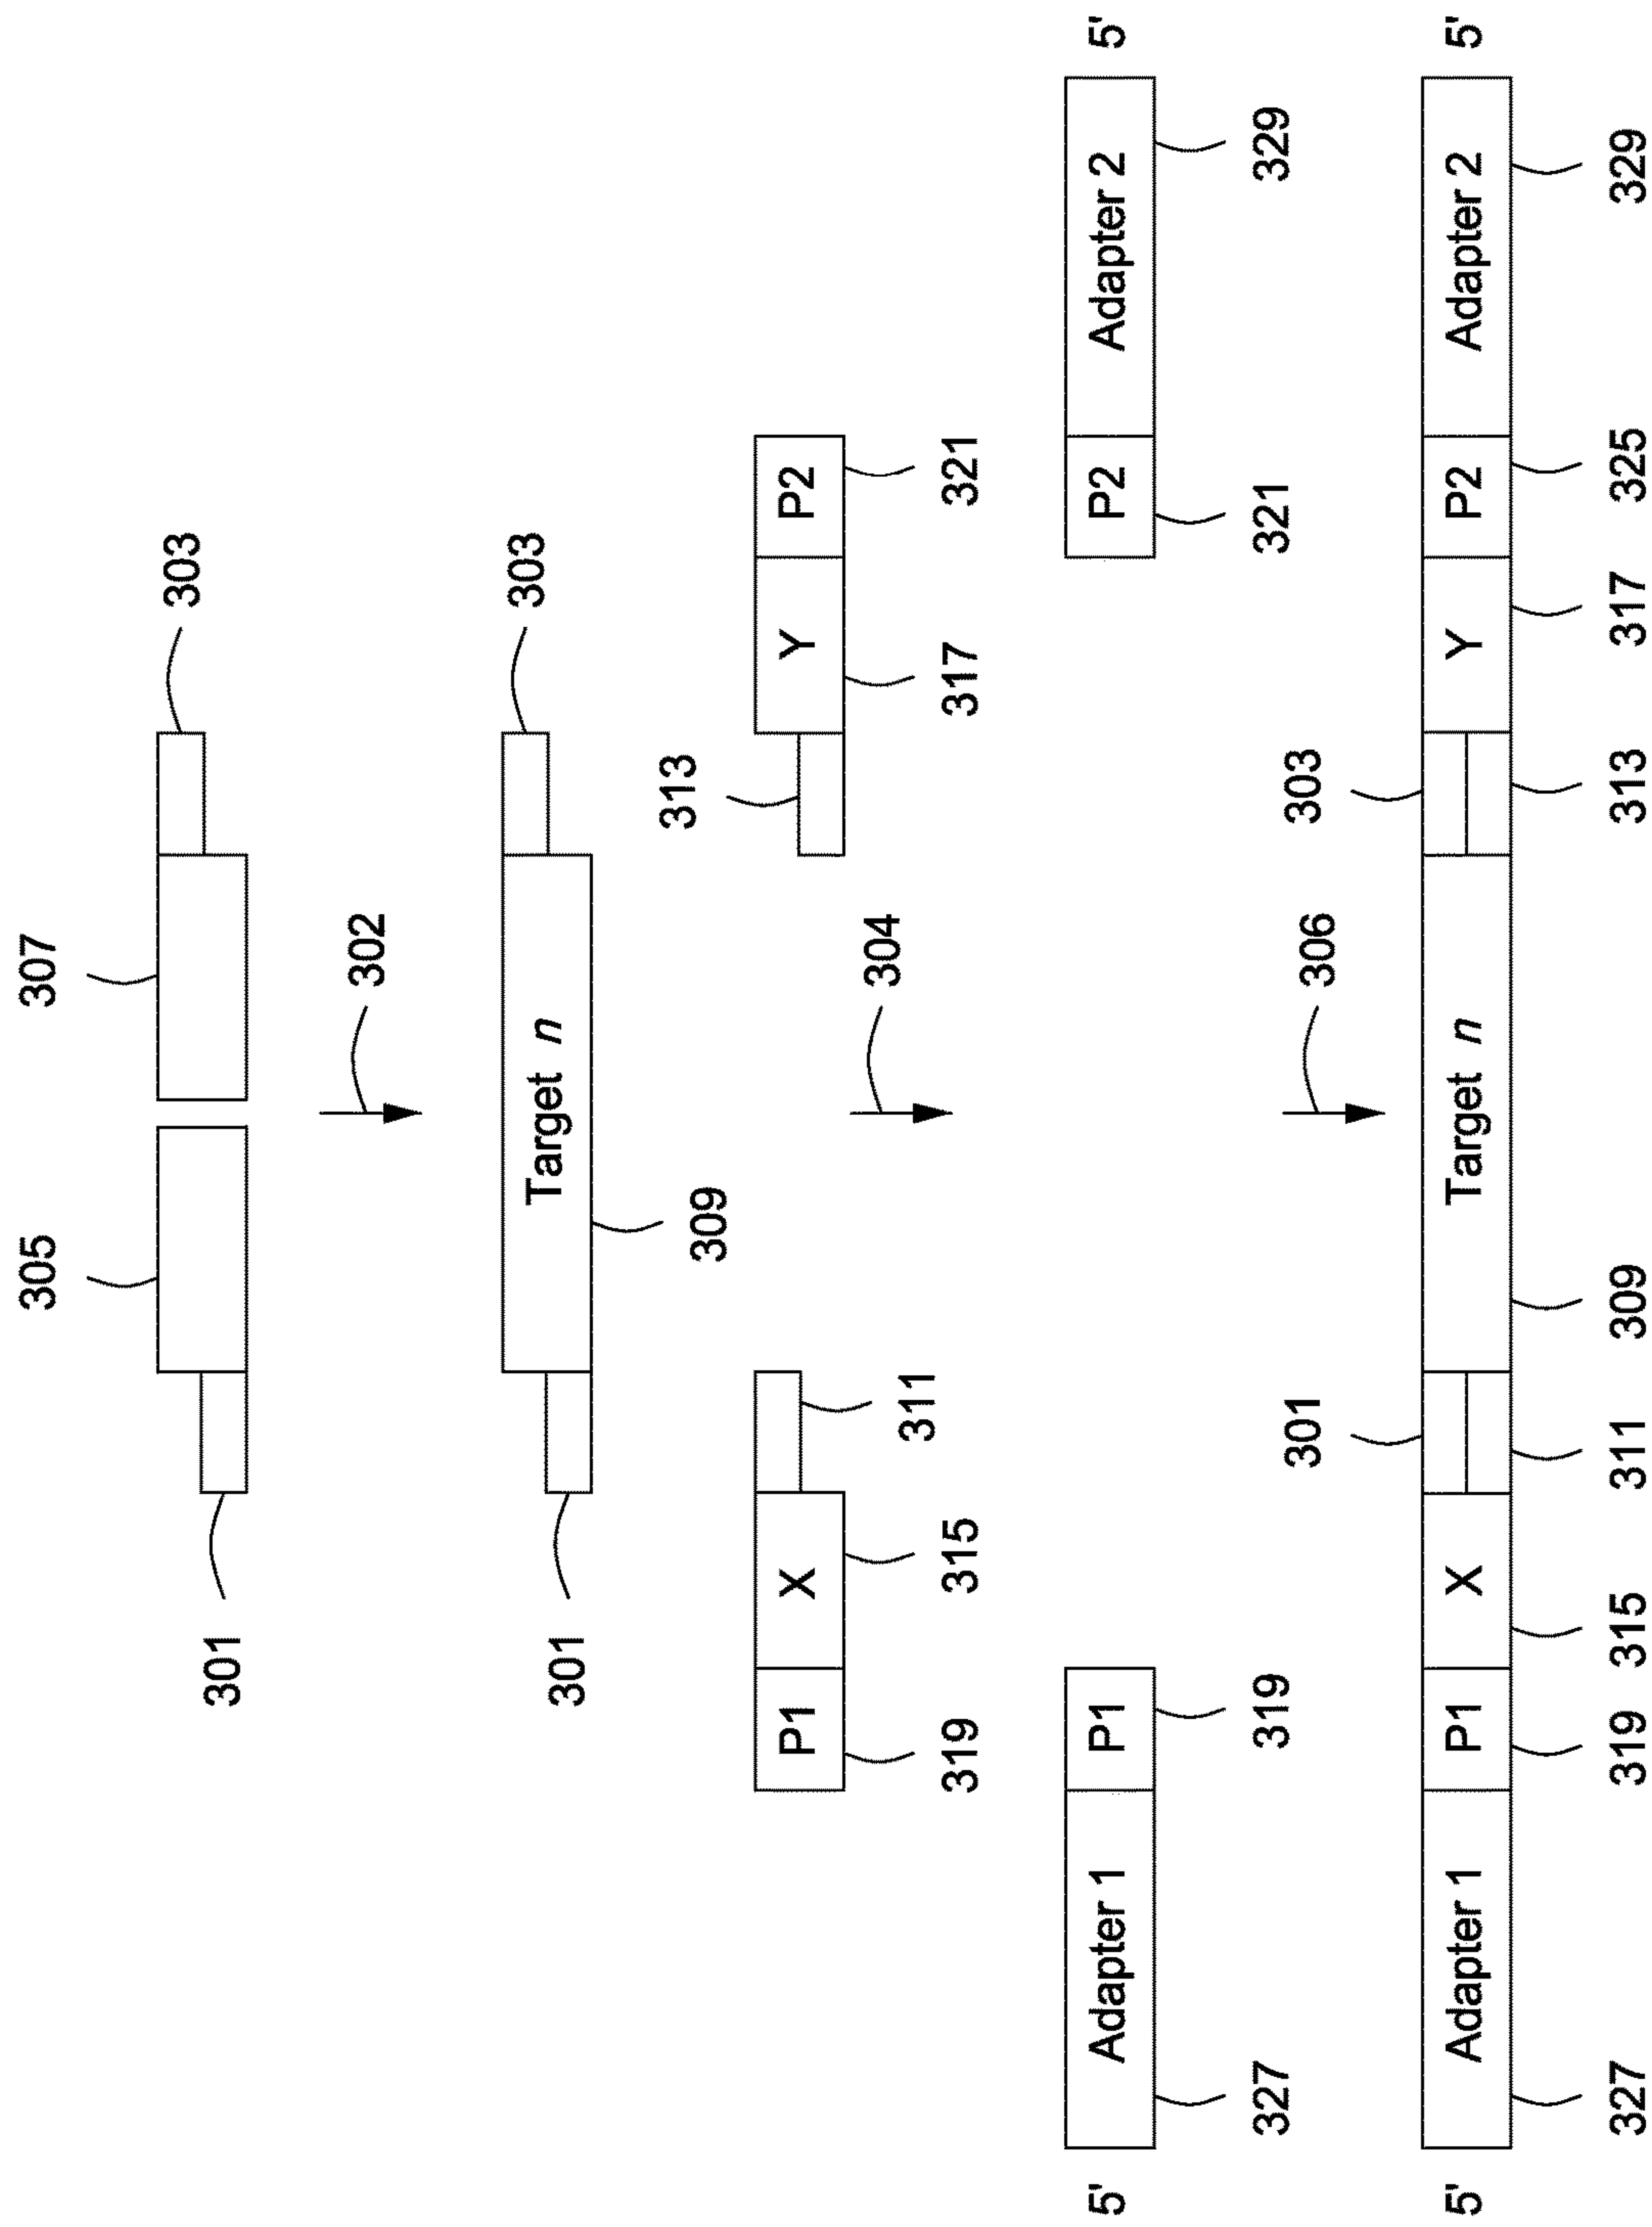 305 307
301 303
302
301 Target n 303
309
313
P1 X Y P2
319 315 311 317 321
304
5' Adapter 1 P1 P2 Adapter 2 5'
327 319 321 329
306
301 303
5' Adapter 1 P1 X Target n Y P2 Adapter 2 5'
327 319 315 311 309 313 317 325 329